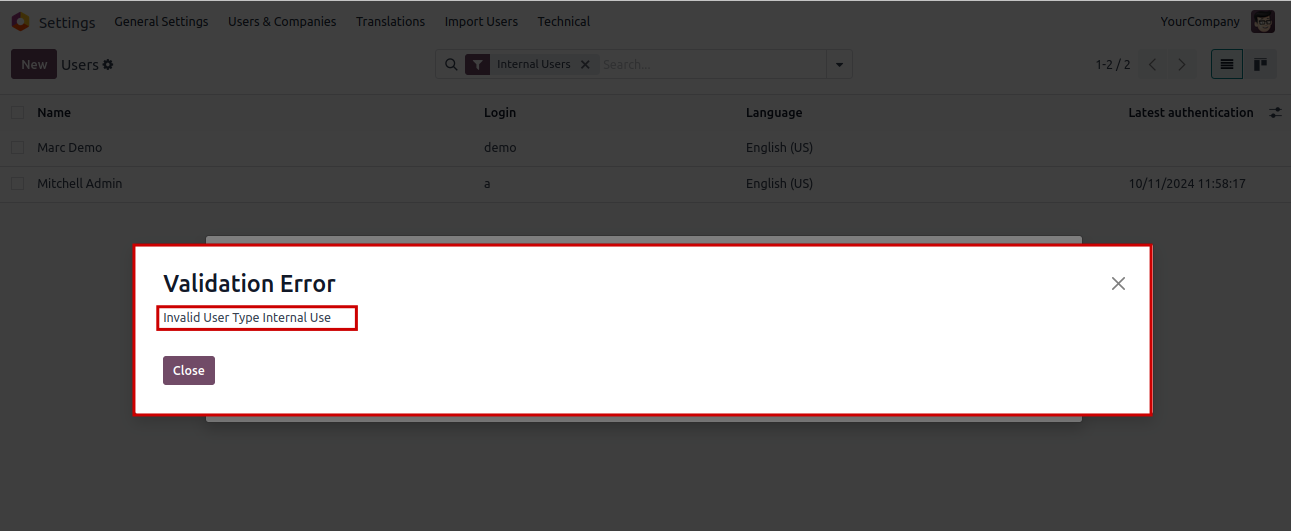 Settings General Settings Users & Companies Translations Import Users Technical YourCompany
New Users Internal Users Search... 1-2 / 2
Name Login Language Latest authentication
Marc Demo demo English (US)
Mitchell Admin a English (US) 10/11/2024 11:58:17
Validation Error
Invalid User Type Internal Use
Close